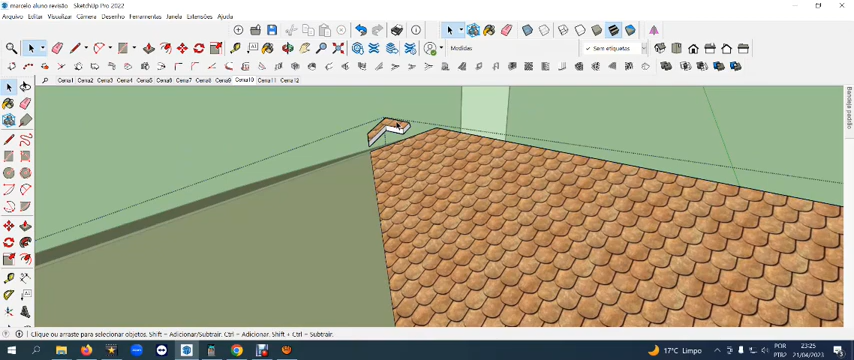 marcelo aluno revisão - SketchUp Pro 2022
Arquivo Editar Visualizar Câmera Desenho Ferramentas Janela Extensões Ajuda
Medidas
Sem etiquetas
Cena1 Cena2 Cena3 Cena4 Cena5 Cena6 Cena7 Cena8 Cena9 Cena10 Cena11 Cena12
Bandeja padrão
Clique ou arraste para selecionar objetos. Shift = Adicionar/Subtrair. Ctrl = Adicionar. Shift + Ctrl = Subtrair.
17°C Limpo
POR
PTB2
23:25
21/04/2023